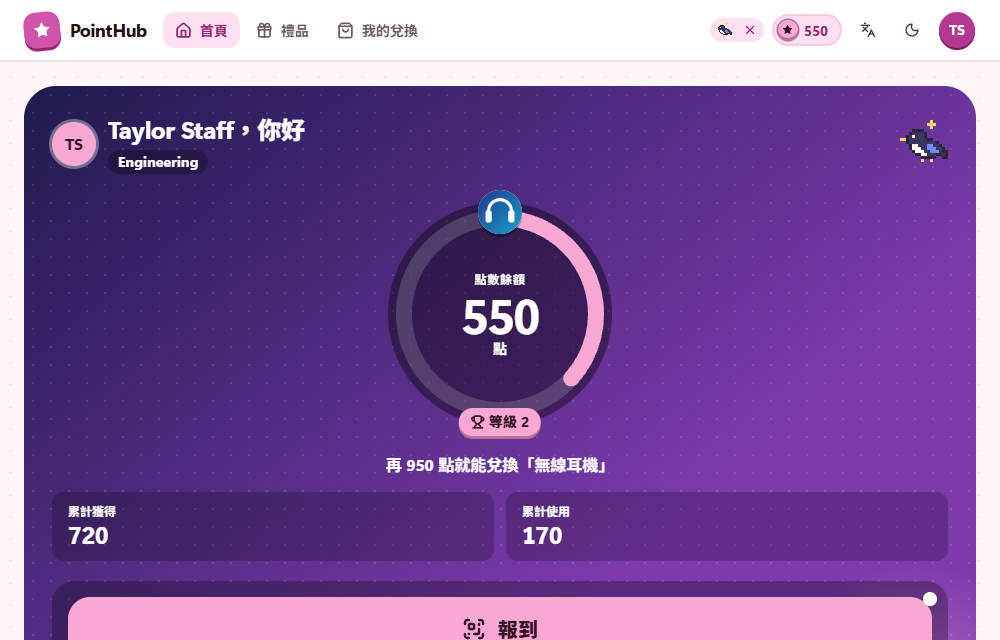 PointHub
首頁
禮品
我的兌換
550
TS
TS
Taylor Staff，你好
Engineering
點數餘額
550
點
等級 2
再 950 點就能兌換「無線耳機」
累計獲得
720
累計使用
170
報到